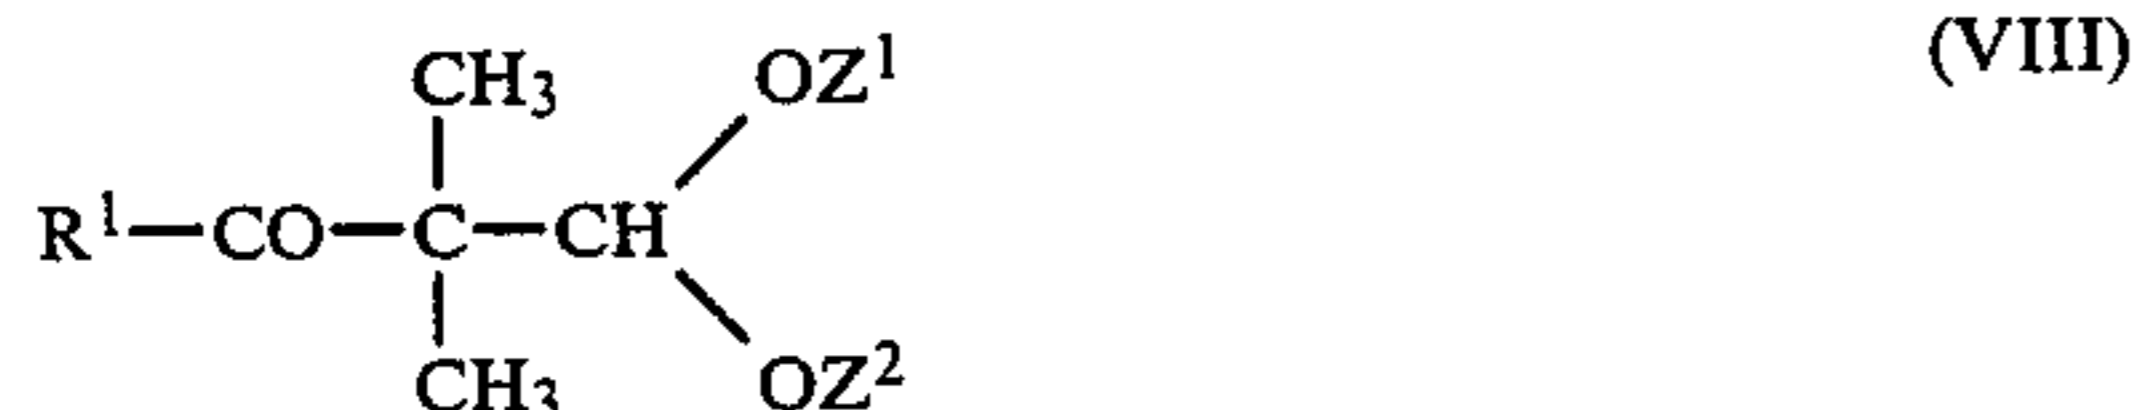 (VIII)
CH3 OZ1
R1—CO—C—CH
CH3 OZ2